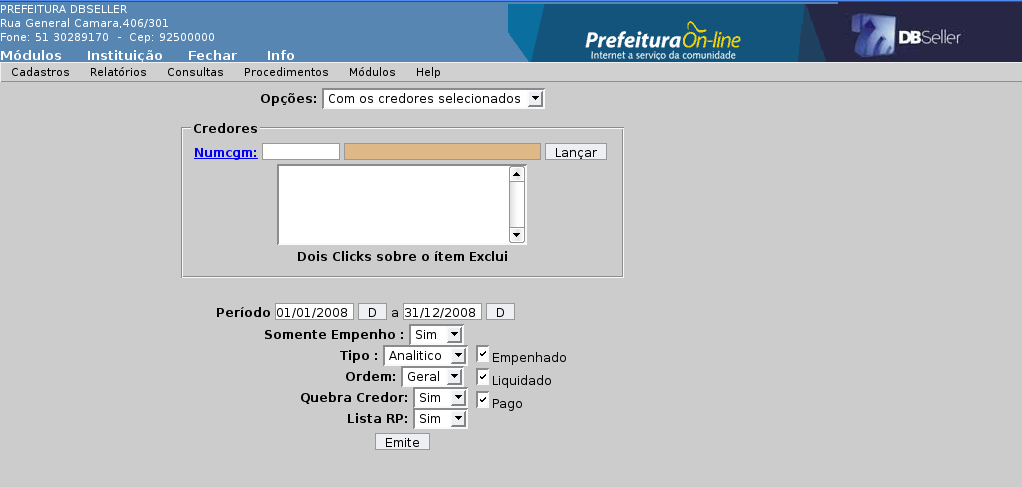 PREFEITURA DBSELLER
Rua General Camara,406/301
Fone: 51 30289170 - Cep: 92500000
Módulos Instituição Fechar Info
Prefeitura On-line
Internet a serviço da comunidade
DBSeller
Cadastros Relatórios Consultas Procedimentos Módulos Help
Opções: Com os credores selecionados
Credores
Numcgm: Lançar
Dois Clicks sobre o ítem Exclui
Período 01/01/2008 D a 31/12/2008 D
Somente Empenho : Sim
Tipo : Analitico Empenhado
Ordem: Geral Liquidado
Quebra Credor: Sim Pago
Lista RP: Sim
Emite